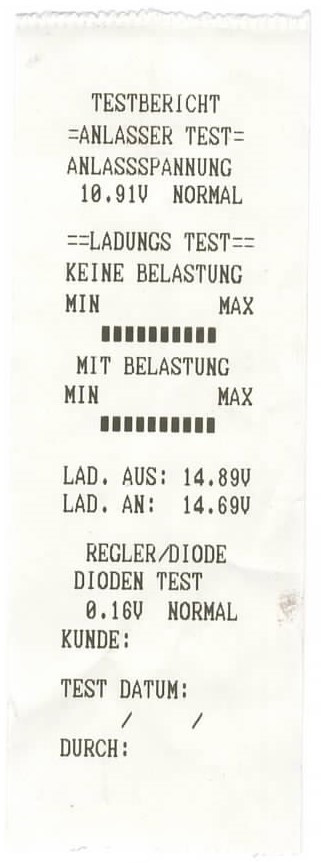 TESTBERICHT
=ANLASSER TEST=
ANLASSSPANNUNG
10.91V NORMAL
==LADUNGS TEST==
KEINE BELASTUNG
MIN MAX
MIT BELASTUNG
MIN MAX
LAD. AUS: 14.89V
LAD. AN: 14.69V
REGLER/DIODE
DIODEN TEST
0.16V NORMAL
KUNDE:
TEST DATUM:
/ /
DURCH: